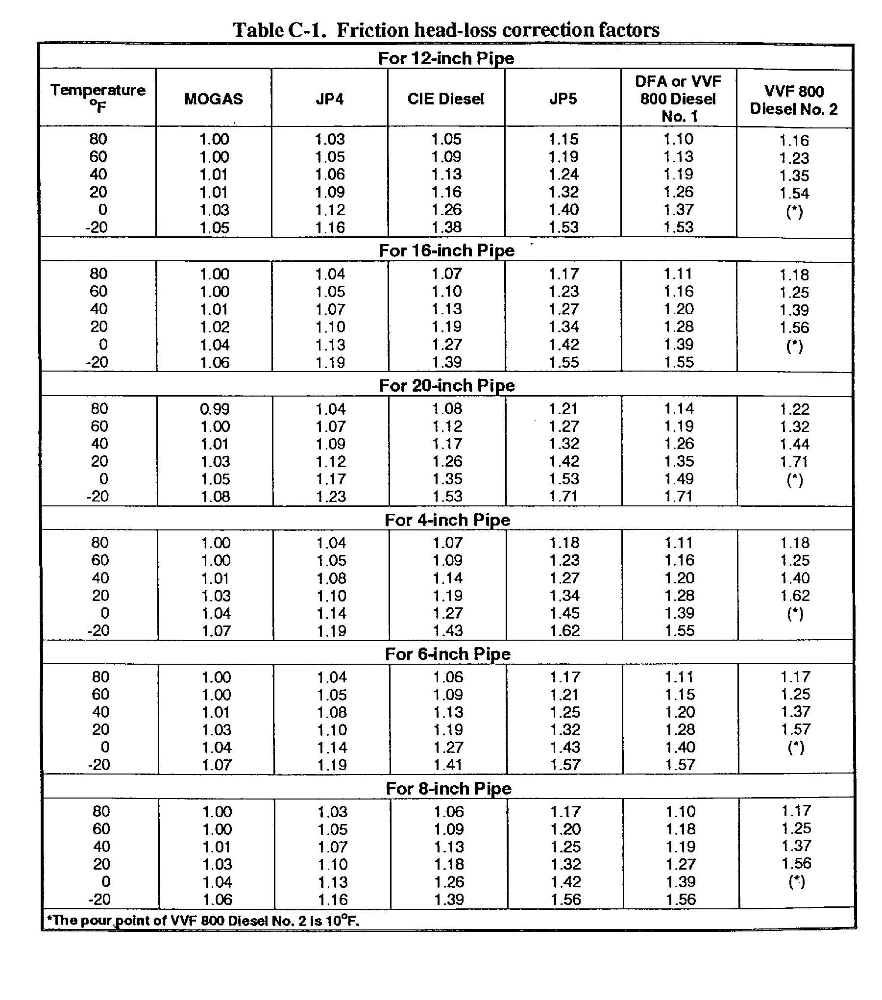 Table C-1. Friction head-loss correction factors
For 12-inch Pipe
Temperature °F MOGAS JP4 CIE Diesel JP5 DFA or VVF 800 Diesel No. 1 VVF 800 Diesel No. 2
80 1.00 1.03 1.05 1.15 1.10 1.16
60 1.00 1.05 1.09 1.19 1.13 1.23
40 1.01 1.06 1.13 1.24 1.19 1.35
20 1.01 1.09 1.16 1.32 1.26 1.54
0 1.03 1.12 1.26 1.40 1.37 (*)
-20 1.05 1.16 1.38 1.53 1.53
For 16-inch Pipe
80 1.00 1.04 1.07 1.17 1.11 1.18
60 1.00 1.05 1.10 1.23 1.16 1.25
40 1.01 1.07 1.13 1.27 1.20 1.39
20 1.02 1.10 1.19 1.34 1.28 1.56
0 1.04 1.13 1.27 1.42 1.39 (*)
-20 1.06 1.19 1.39 1.55 1.55
For 20-inch Pipe
80 0.99 1.04 1.08 1.21 1.14 1.22
60 1.00 1.07 1.12 1.27 1.19 1.32
40 1.01 1.09 1.17 1.32 1.26 1.44
20 1.03 1.12 1.26 1.42 1.35 1.71
0 1.05 1.17 1.35 1.53 1.49 (*)
-20 1.08 1.23 1.53 1.71 1.71
For 4-inch Pipe
80 1.00 1.04 1.07 1.18 1.11 1.18
60 1.00 1.05 1.09 1.23 1.16 1.25
40 1.01 1.08 1.14 1.27 1.20 1.40
20 1.03 1.10 1.19 1.34 1.28 1.62
0 1.04 1.14 1.27 1.45 1.39 (*)
-20 1.07 1.19 1.43 1.62 1.55
For 6-inch Pipe
80 1.00 1.04 1.06 1.17 1.11 1.17
60 1.00 1.05 1.09 1.21 1.15 1.25
40 1.01 1.08 1.13 1.25 1.20 1.37
20 1.03 1.10 1.19 1.32 1.28 1.57
0 1.04 1.14 1.27 1.43 1.40 (*)
-20 1.07 1.19 1.41 1.57 1.57
For 8-inch Pipe
80 1.00 1.03 1.06 1.17 1.10 1.17
60 1.00 1.05 1.09 1.20 1.18 1.25
40 1.01 1.07 1.13 1.25 1.19 1.37
20 1.03 1.10 1.18 1.32 1.27 1.56
0 1.04 1.13 1.26 1.42 1.39 (*)
-20 1.06 1.16 1.39 1.56 1.56
*The pour point of VVF 800 Diesel No. 2 is 10°F.